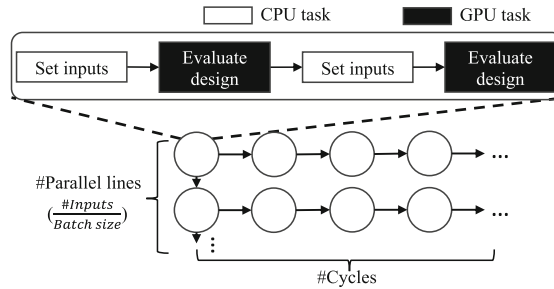 CPU task GPU task
Set inputs Evaluate design Set inputs Evaluate design
...
#Parallel lines
(#Inputs/Batch size)
...
...
#Cycles